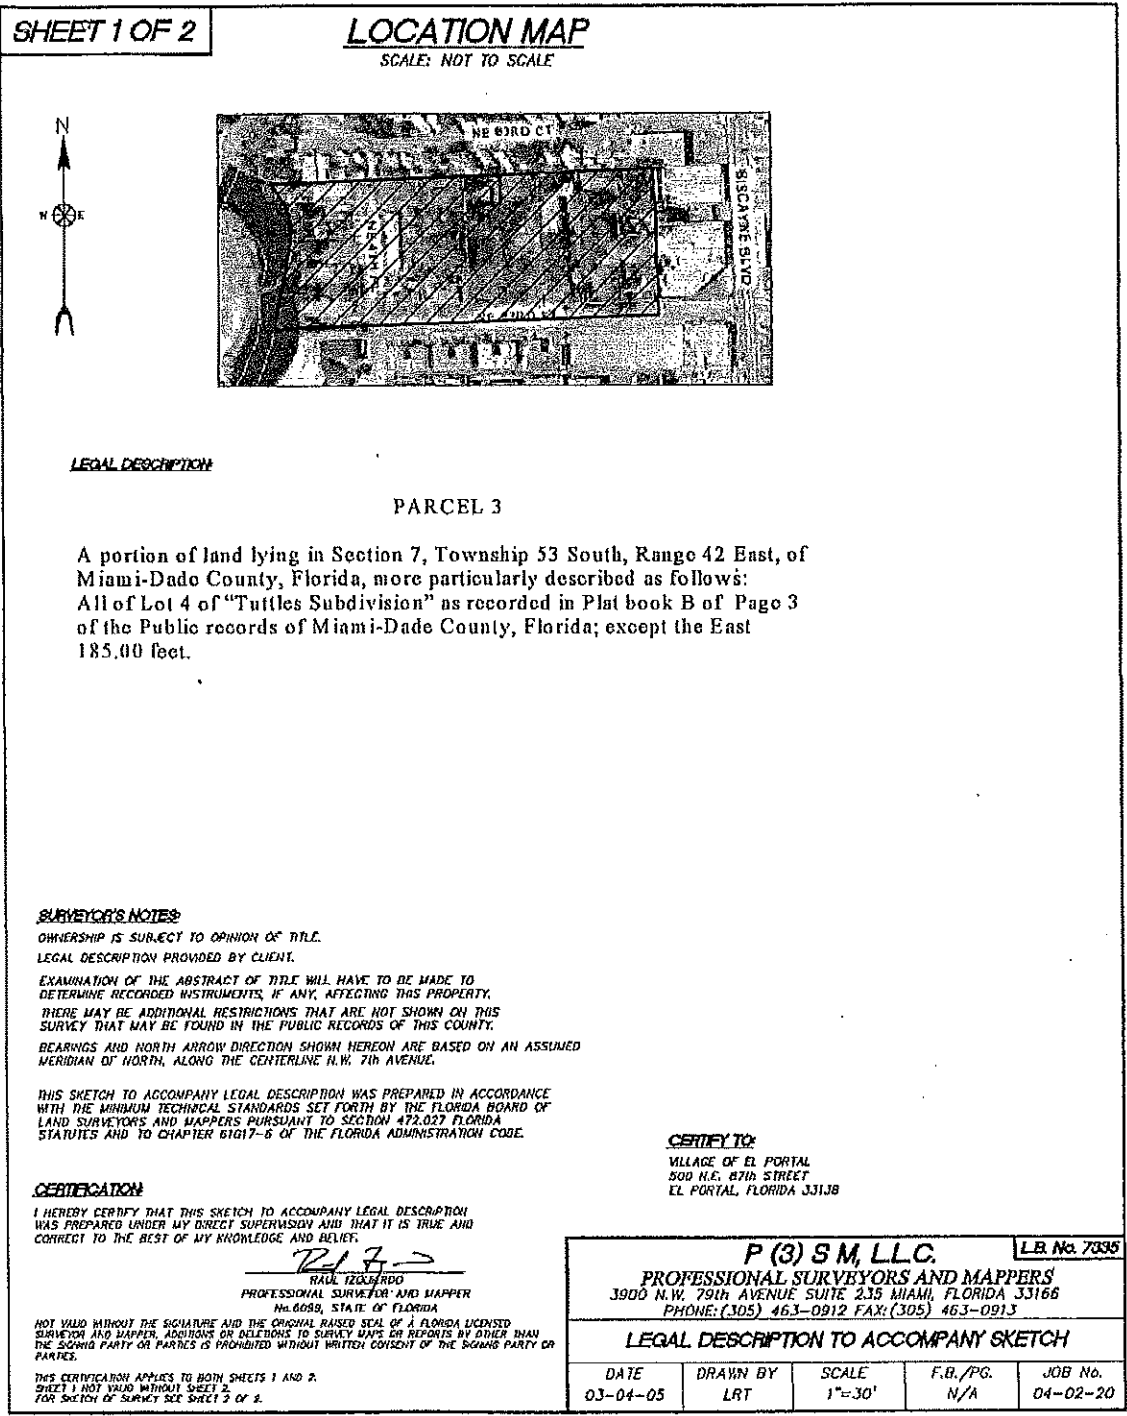 SHEET 1 OF 2
LOCATION MAP
SCALE: NOT TO SCALE
N
W E
NE 83RD CT
BISCAYNE BLVD
LEGAL DESCRIPTION:
PARCEL 3
A portion of land lying in Section 7, Township 53 South, Range 42 East, of
Miami-Dade County, Florida, more particularly described as follows:
All of Lot 4 of “Tuttles Subdivision” as recorded in Plat book B of Page 3
of the Public records of Miami-Dade County, Florida; except the East
185.00 feet.
SURVEYOR'S NOTES:
OWNERSHIP IS SUBJECT TO OPINION OF TITLE.
LEGAL DESCRIPTION PROVIDED BY CLIENT.
EXAMINATION OF THE ABSTRACT OF TITLE WILL HAVE TO BE MADE TO
DETERMINE RECORDED INSTRUMENTS, IF ANY, AFFECTING THIS PROPERTY.
THERE MAY BE ADDITIONAL RESTRICTIONS THAT ARE NOT SHOWN ON THIS
SURVEY THAT MAY BE FOUND IN THE PUBLIC RECORDS OF THIS COUNTY.
BEARINGS AND NORTH ARROW DIRECTION SHOWN HEREON ARE BASED ON AN ASSUMED
MERIDIAN OF NORTH, ALONG THE CENTERLINE N.W. 7th AVENUE.
THIS SKETCH TO ACCOMPANY LEGAL DESCRIPTION WAS PREPARED IN ACCORDANCE
WITH THE MINIMUM TECHNICAL STANDARDS SET FORTH BY THE FLORIDA BOARD OF
LAND SURVEYORS AND MAPPERS PURSUANT TO SECTION 472.027 FLORIDA
STATUTES AND TO CHAPTER 61G17-6 OF THE FLORIDA ADMINISTRATION CODE.
CERTIFY TO:
VILLAGE OF EL PORTAL
500 N.E. 87th STREET
EL PORTAL, FLORIDA 33138
CERTIFICATION:
I HEREBY CERTIFY THAT THIS SKETCH TO ACCOMPANY LEGAL DESCRIPTION
WAS PREPARED UNDER MY DIRECT SUPERVISION AND THAT IT IS TRUE AND
CORRECT TO THE BEST OF MY KNOWLEDGE AND BELIEF.
RAUL IZQUIERDO
PROFESSIONAL SURVEYOR AND MAPPER
No.6099, STATE OF FLORIDA
NOT VALID WITHOUT THE SIGNATURE AND THE ORIGINAL RAISED SEAL OF A FLORIDA LICENSED
SURVEYOR AND MAPPER, ADDITIONS OR DELETIONS TO SURVEY MAPS OR REPORTS BY OTHER THAN
THE SIGNING PARTY OR PARTIES IS PROHIBITED WITHOUT WRITTEN CONSENT OF THE SIGNING PARTY OR
PARTIES.
THIS CERTIFICATION APPLIES TO BOTH SHEETS 1 AND 2.
SHEET 1 NOT VALID WITHOUT SHEET 2.
FOR SKETCH OF SURVEY SEE SHEET 2 OF 2.
P (3) S M, L.L.C.
L.B. No. 7335
PROFESSIONAL SURVEYORS AND MAPPERS
3900 N.W. 79th AVENUE SUITE 235 MIAMI, FLORIDA 33166
PHONE: (305) 463-0912 FAX: (305) 463-0913
LEGAL DESCRIPTION TO ACCOMPANY SKETCH
DATE DRAWN BY SCALE F.B./PG. JOB No.
03-04-05 LRT 1"=30' N/A 04-02-20